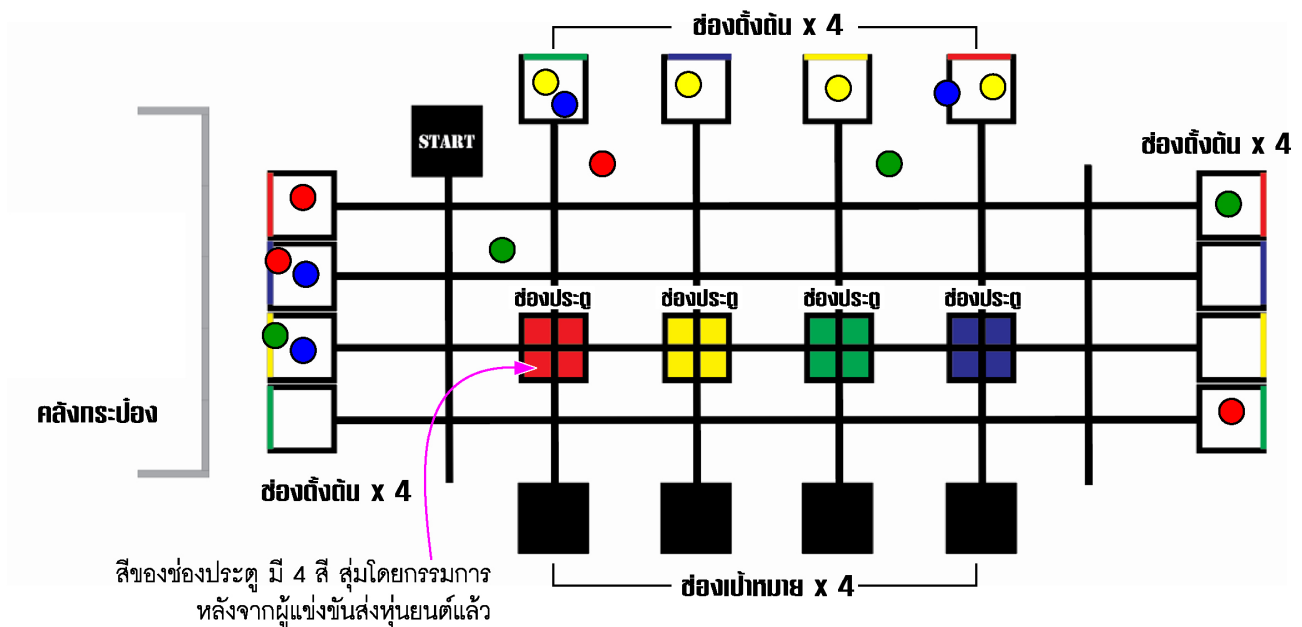 ช่องตั้งต้น x 4
START
ช่องตั้งต้น x 4
ช่องประตู
ช่องประตู
ช่องประตู
ช่องประตู
คลังกระป๋อง
ช่องตั้งต้น x 4
สีของช่องประตู มี 4 สี สุ่มโดยกรรมการ
หลังจากผู้แข่งขันส่งหุ่นยนต์แล้ว
ช่องเป้าหมาย x 4